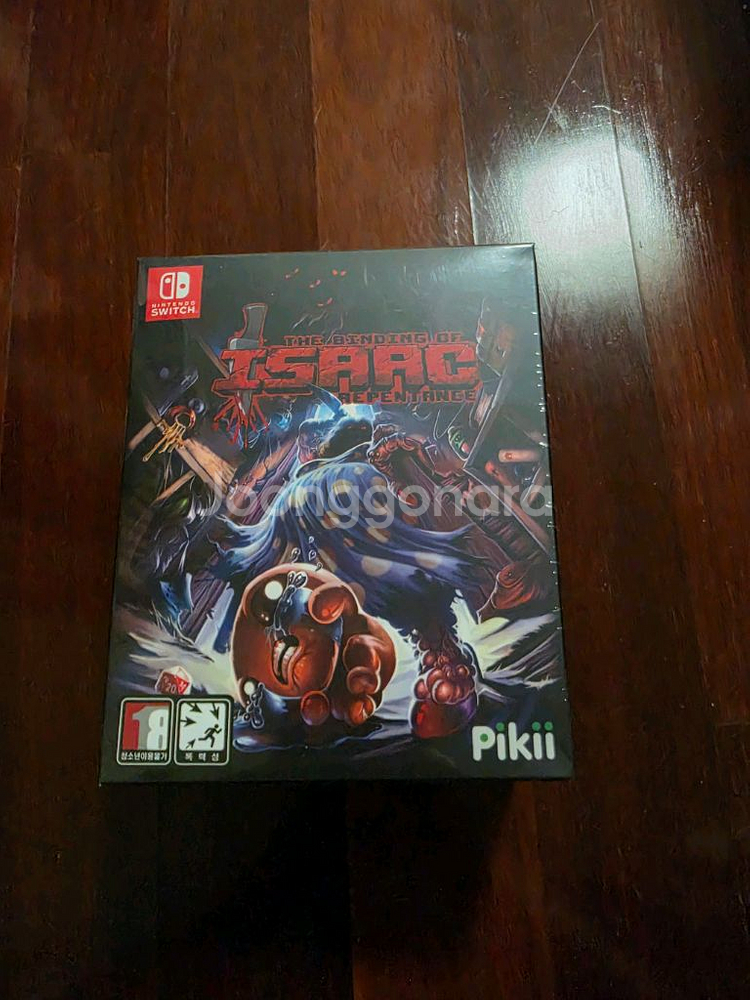 NINTENDO
SWITCH
THE BINDING OF
ISAAC
REPENTANCE
Joonggonara
20
18
청소년이용불가
폭력성
Pikii